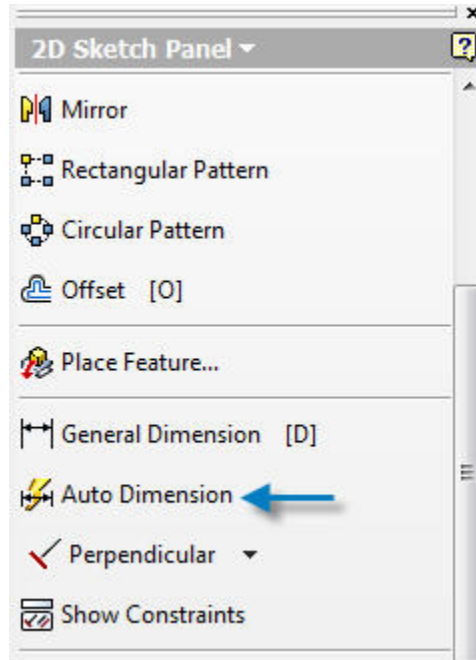 2D Sketch Panel
Mirror
Rectangular Pattern
Circular Pattern
Offset [O]
Place Feature...
General Dimension [D]
Auto Dimension
Perpendicular
Show Constraints